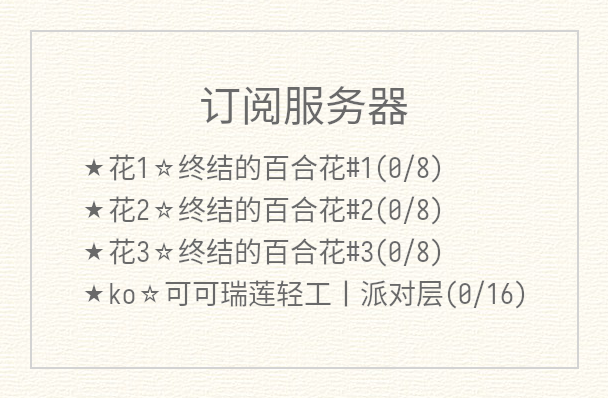 订阅服务器
★花1☆终结的百合花#1(0/8)
★花2☆终结的百合花#2(0/8)
★花3☆终结的百合花#3(0/8)
★ko☆可可瑞莲轻工丨派对层(0/16)